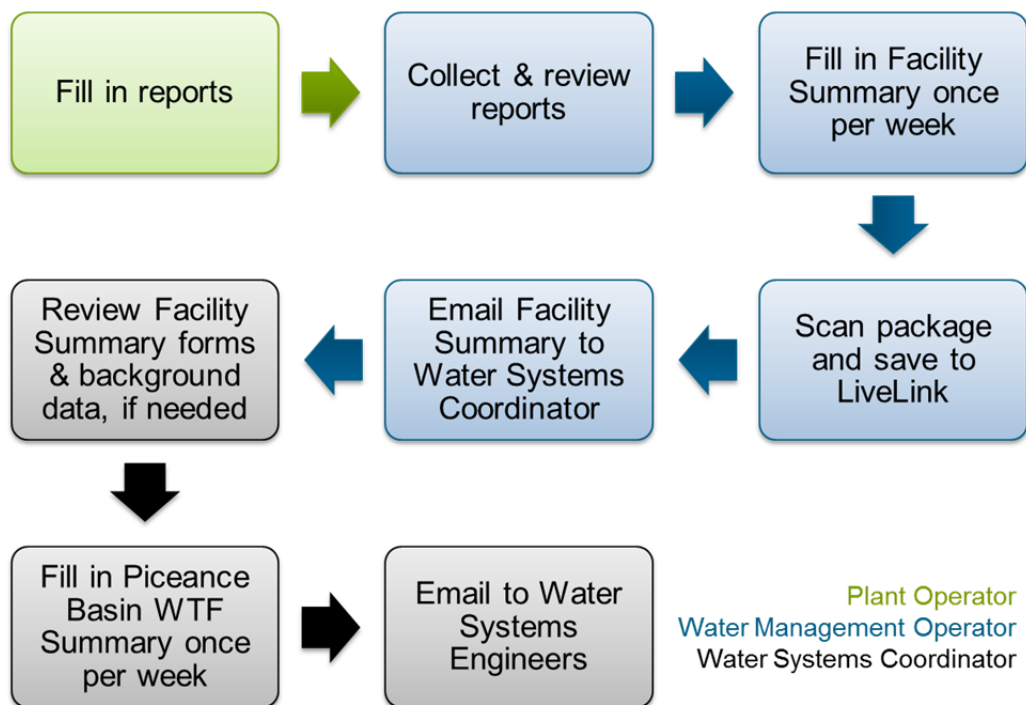 Fill in reports
Collect & review
reports
Fill in Facility
Summary once
per week
Scan package
and save to
LiveLink
Email Facility
Summary to
Water Systems
Coordinator
Review Facility
Summary forms
& background
data, if needed
Fill in Piceance
Basin WTF
Summary once
per week
Email to Water
Systems
Engineers
Plant Operator
Water Management Operator
Water Systems Coordinator